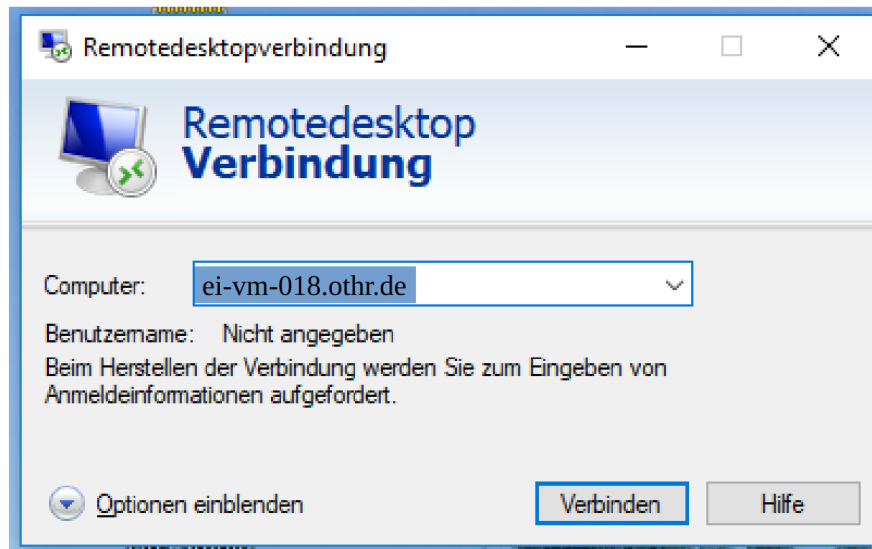 Remotedesktopverbindung
Remotedesktop
Verbindung
Computer: ei-vm-018.othr.de
Benutzername: Nicht angegeben
Beim Herstellen der Verbindung werden Sie zum Eingeben von
Anmeldeinformationen aufgefordert.
Optionen einblenden Verbinden Hilfe